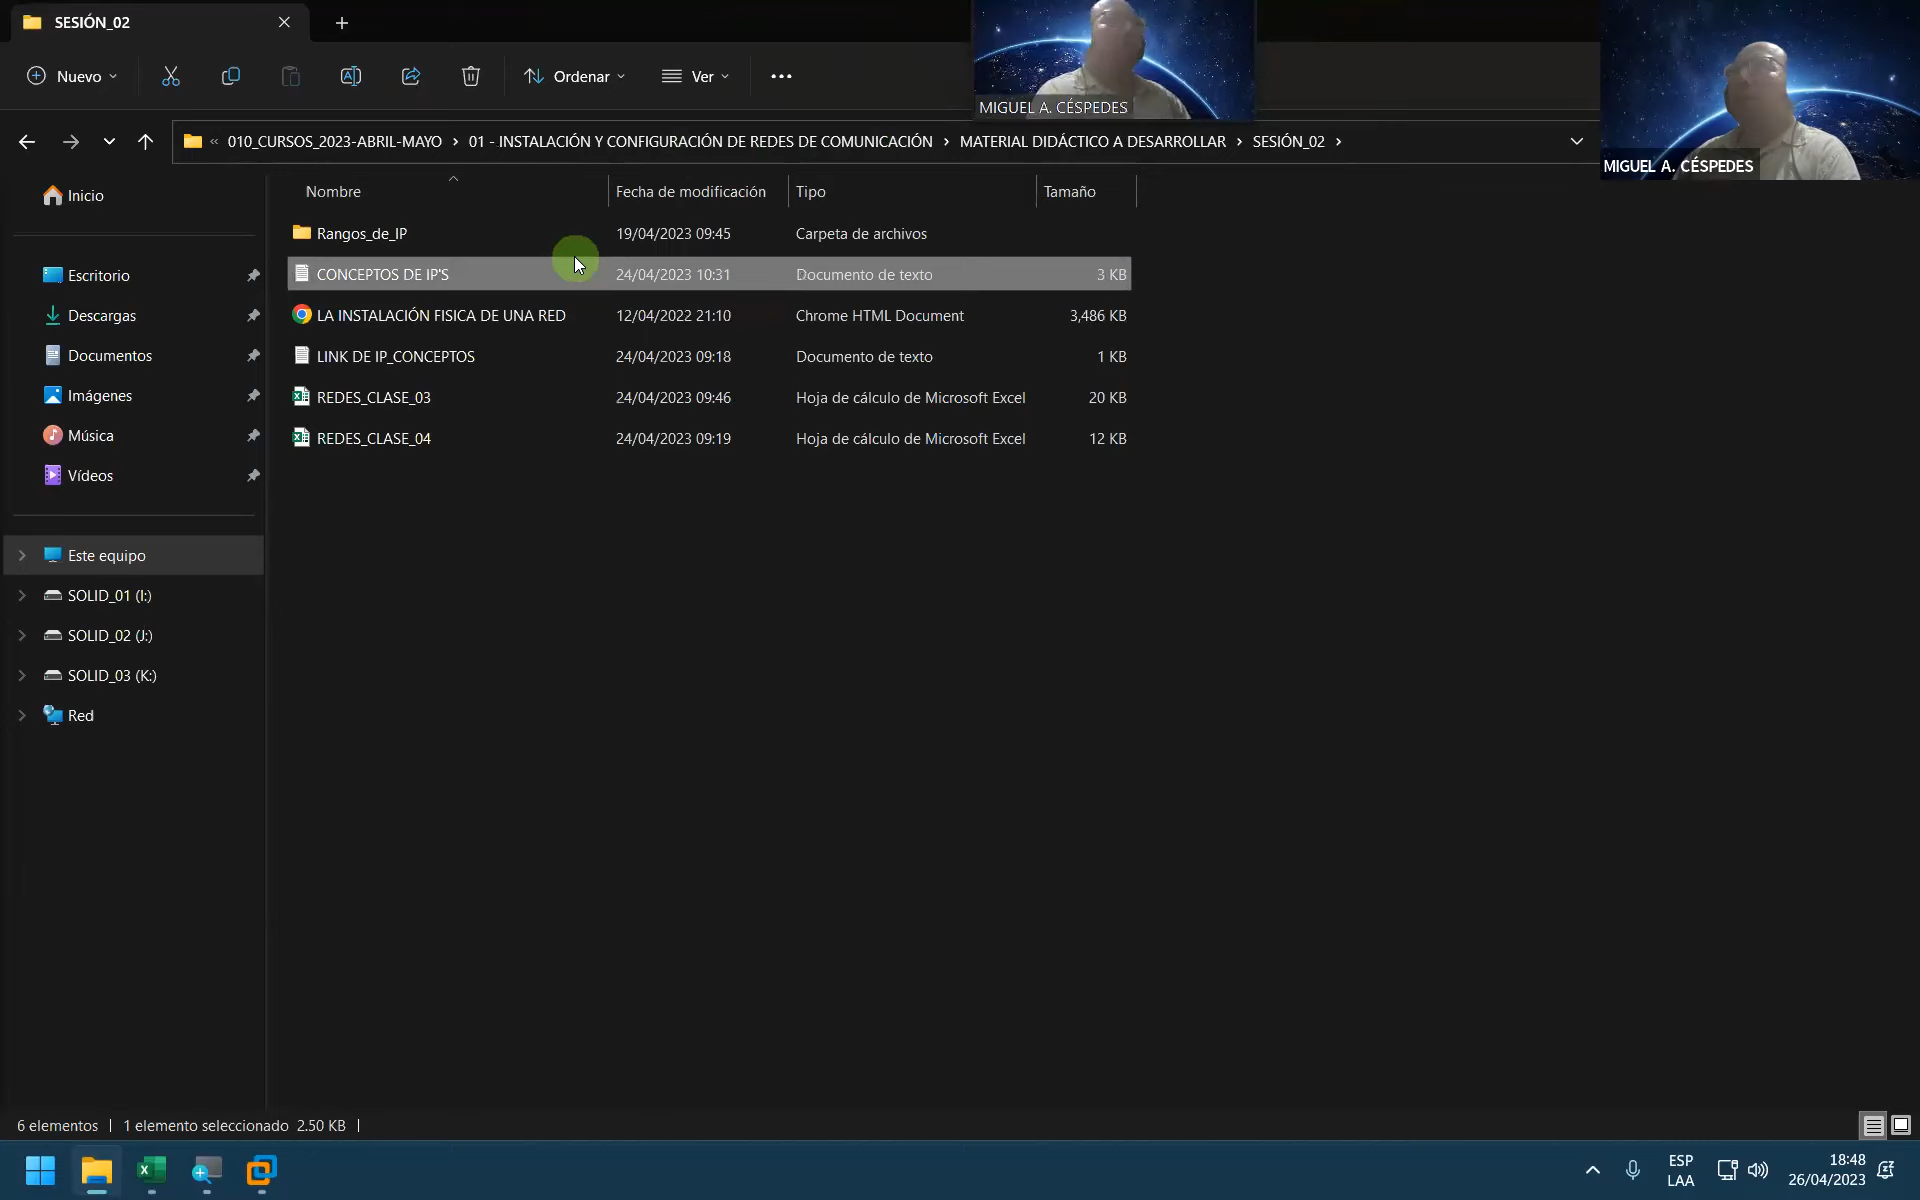 SESIÓN_02
Nuevo
Ordenar
Ver
MIGUEL A. CÉSPEDES
MIGUEL A. CÉSPEDES
« 010_CURSOS_2023-ABRIL-MAYO > 01 - INSTALACIÓN Y CONFIGURACIÓN DE REDES DE COMUNICACIÓN > MATERIAL DIDÁCTICO A DESARROLLAR > SESIÓN_02 >
Inicio
Escritorio
Descargas
Documentos
Imágenes
Música
Vídeos
Este equipo
SOLID_01 (I:)
SOLID_02 (J:)
SOLID_03 (K:)
Red
Nombre Fecha de modificación Tipo Tamaño
Rangos_de_IP 19/04/2023 09:45 Carpeta de archivos
CONCEPTOS DE IP'S 24/04/2023 10:31 Documento de texto 3 KB
LA INSTALACIÓN FISICA DE UNA RED 12/04/2022 21:10 Chrome HTML Document 3,486 KB
LINK DE IP_CONCEPTOS 24/04/2023 09:18 Documento de texto 1 KB
REDES_CLASE_03 24/04/2023 09:46 Hoja de cálculo de Microsoft Excel 20 KB
REDES_CLASE_04 24/04/2023 09:19 Hoja de cálculo de Microsoft Excel 12 KB
6 elementos | 1 elemento seleccionado 2.50 KB |
ESP
LAA
18:48
26/04/2023